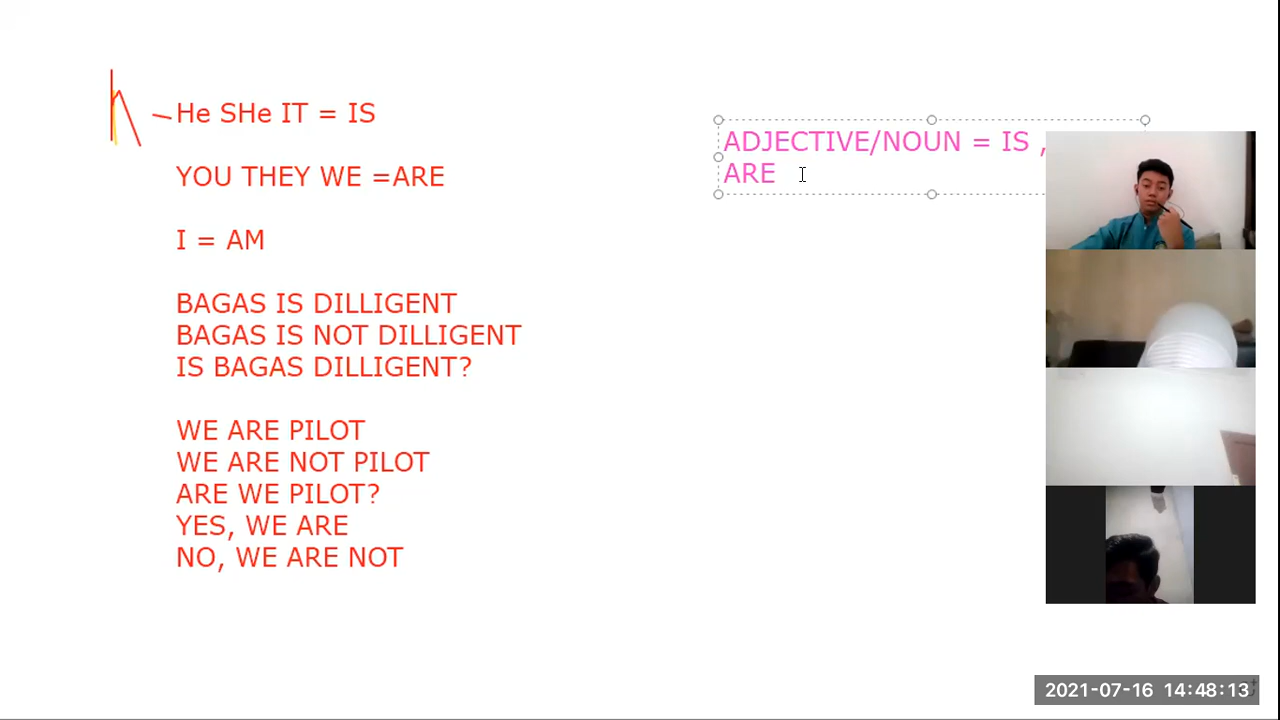 He SHe IT = IS
YOU THEY WE =ARE
I = AM
BAGAS IS DILLIGENT
BAGAS IS NOT DILLIGENT
IS BAGAS DILLIGENT?
WE ARE PILOT
WE ARE NOT PILOT
ARE WE PILOT?
YES, WE ARE
NO, WE ARE NOT
ADJECTIVE/NOUN = IS ,
ARE
2021-07-16 14:48:13